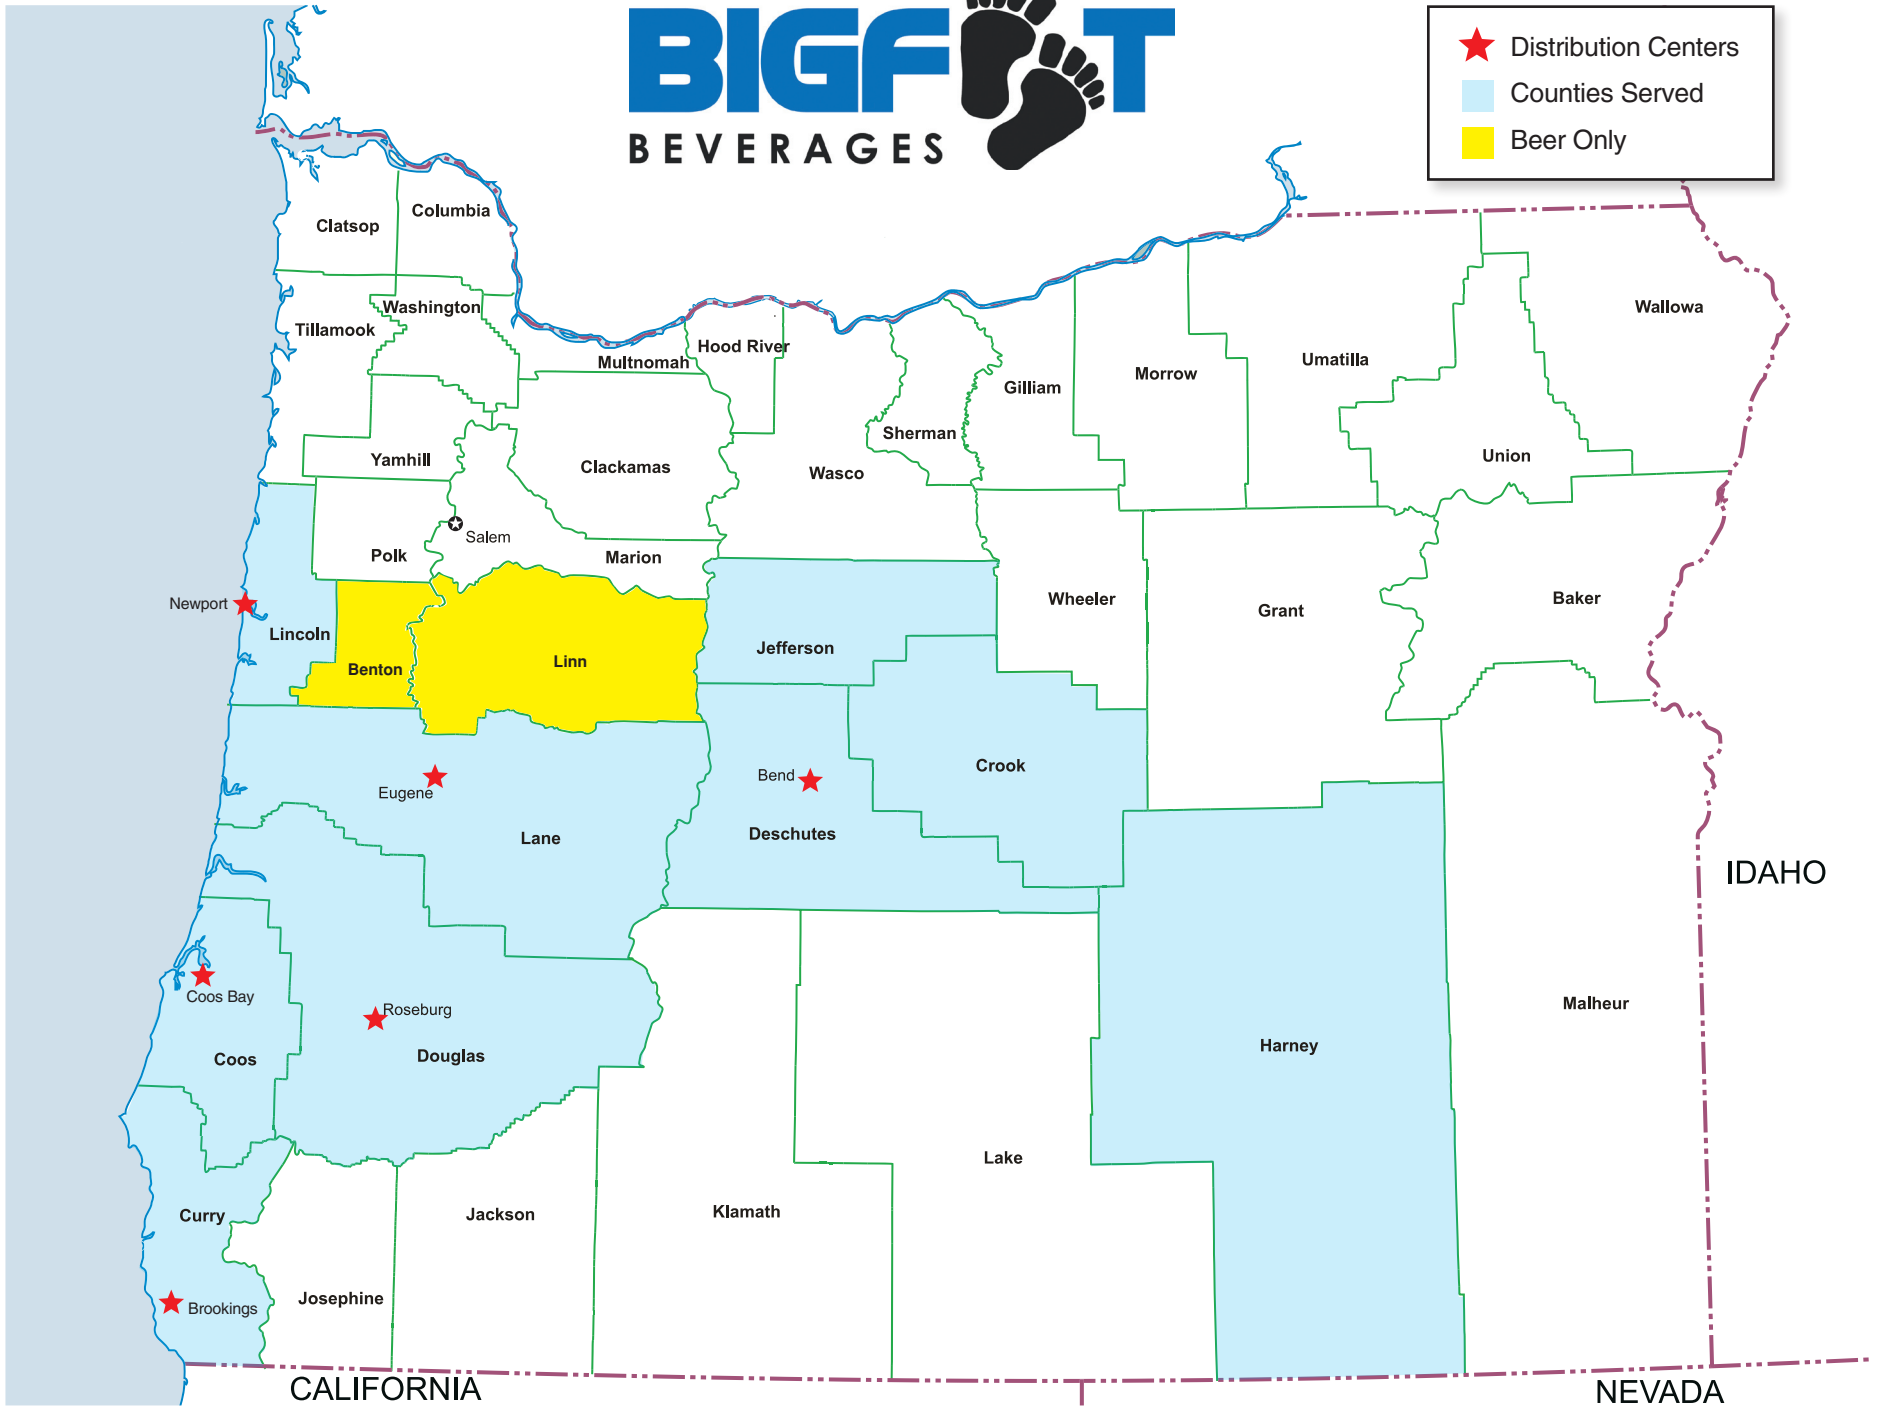 BIGFOOT
BEVERAGES
Distribution Centers
Counties Served
Beer Only
Clatsop
Columbia
Washington
Tillamook
Multnomah
Hood River
Wallowa
Umatilla
Morrow
Gilliam
Sherman
Union
Yamhill
Clackamas
Wasco
Salem
Polk
Marion
Newport
Lincoln
Benton
Linn
Jefferson
Wheeler
Grant
Baker
Eugene
Lane
Bend
Deschutes
Crook
IDAHO
Coos Bay
Coos
Roseburg
Douglas
Harney
Malheur
Lake
Curry
Jackson
Klamath
Josephine
Brookings
CALIFORNIA
NEVADA